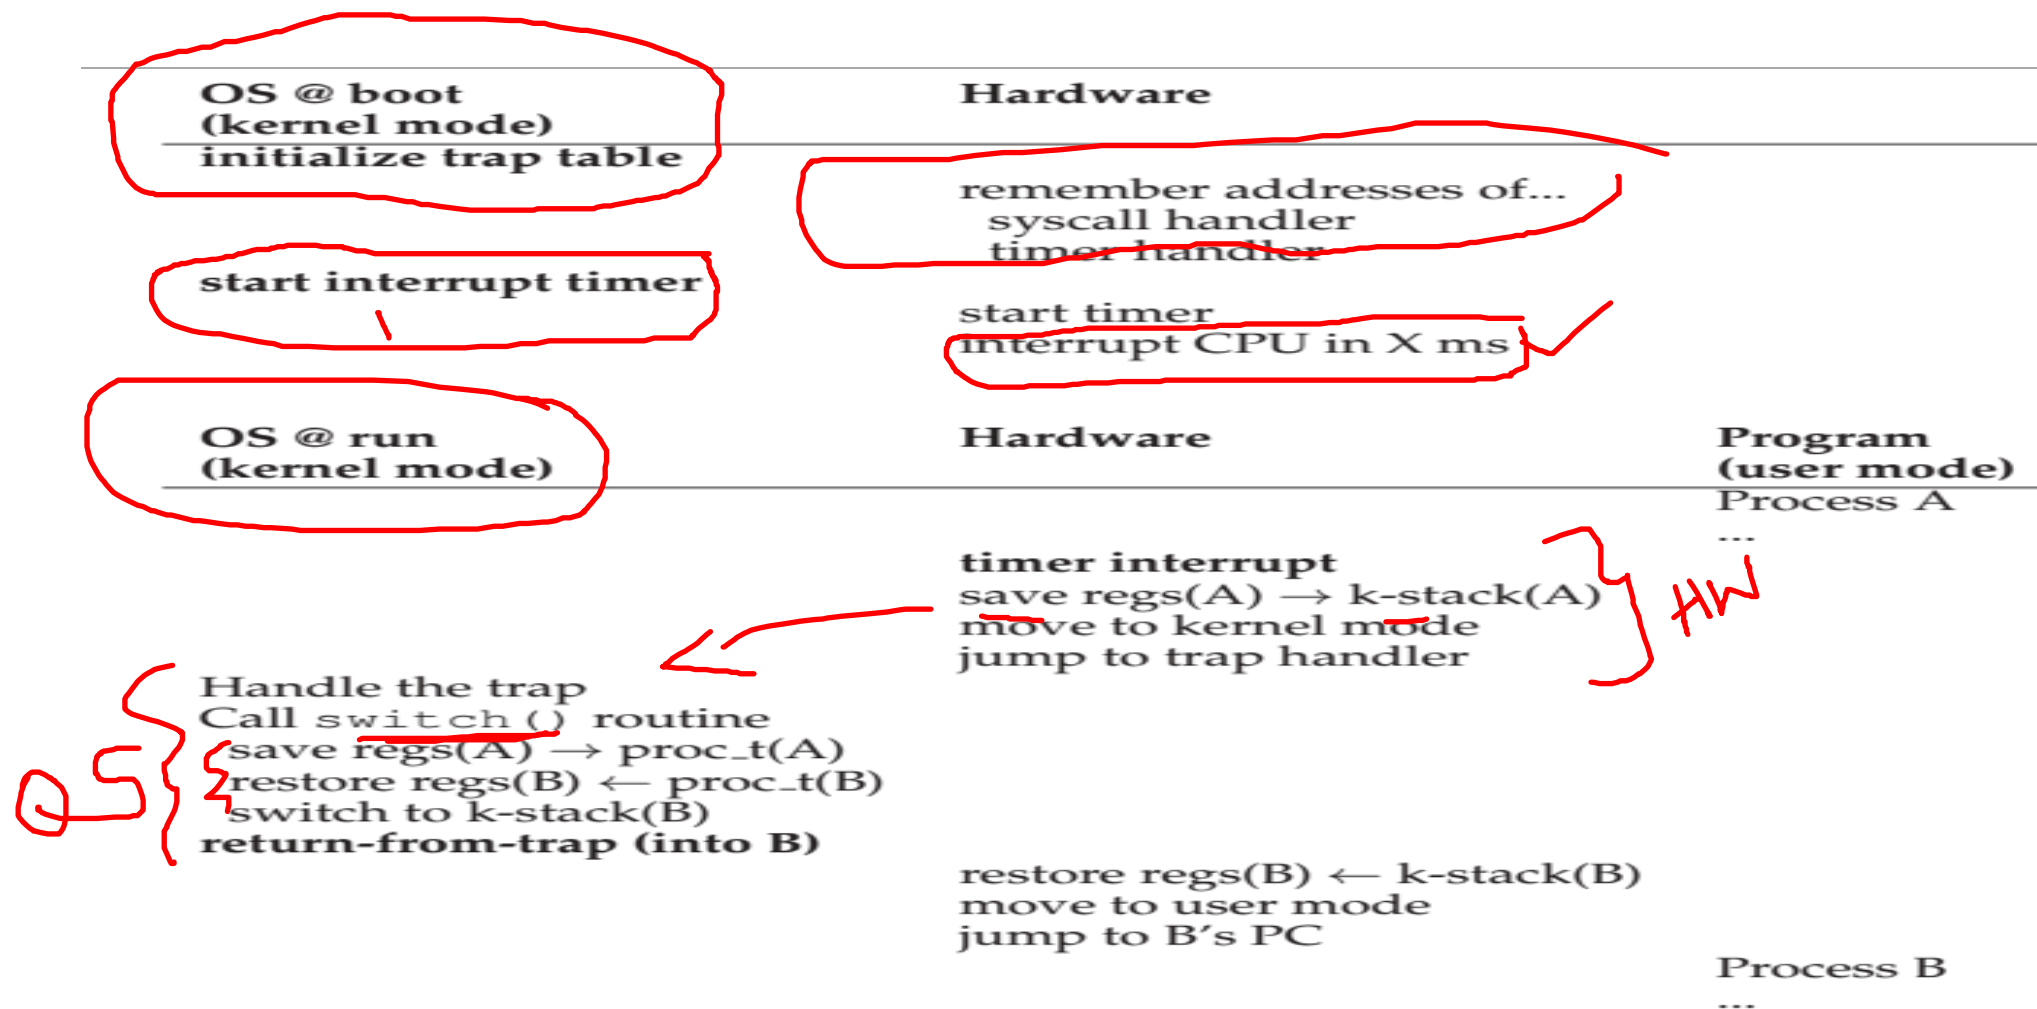 OS @ boot
(kernel mode)
Hardware
initialize trap table
remember addresses of...
syscall handler
timer handler
start interrupt timer
start timer
interrupt CPU in X ms
OS @ run
(kernel mode)
Hardware
Program
(user mode)
Process A
...
timer interrupt
save regs(A) → k-stack(A)
move to kernel mode
jump to trap handler
HW
Handle the trap
Call switch() routine
save regs(A) → proc_t(A)
restore regs(B) ← proc_t(B)
switch to k-stack(B)
return-from-trap (into B)
OS
restore regs(B) ← k-stack(B)
move to user mode
jump to B's PC
Process B
...